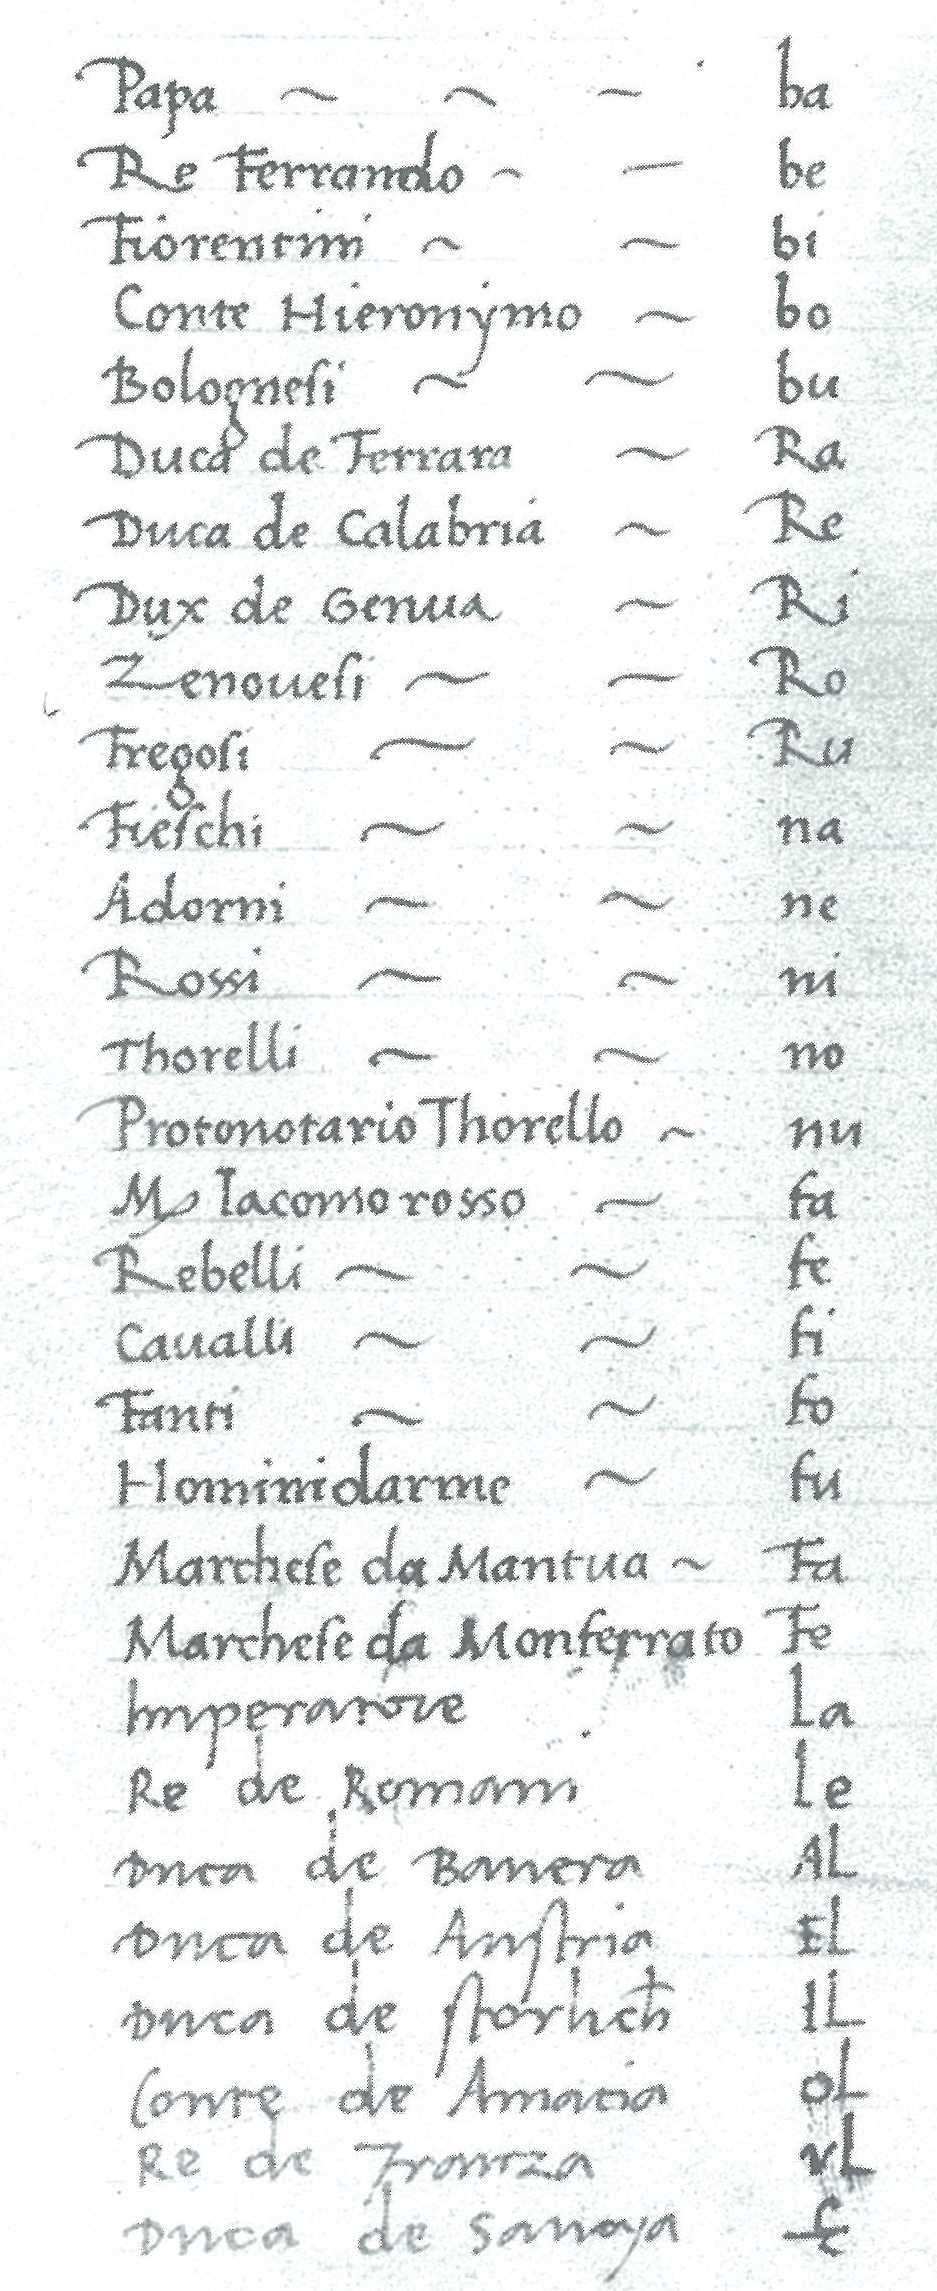 Papa ~ ~ ~ ba
Re Ferrando ~ — be
Fiorentini ~ ~ bi
Conte Hieronymo ~ bo
Bolognesi ~ ~ bu
Duca de Ferrara ~ Ra
Duca de Calabria ~ Re
Dux de Genua ~ Ri
Zenouesi ~ ~ Ro
Fregosi ~ ~ Ru
Fieschi ~ ~ na
Adorni ~ ~ ne
Rossi ~ ~ ni
Thorelli ~ ~ no
Protonotario Thorello ~ nu
Iacomo rosso ~ fa
Rebelli ~ ~ fe
Caualli ~ ~ fi
Fanti ~ ~ fo
Hominidarme ~ fu
Marchese da Mantua ~ Fa
Marchese da Monferrato Fe
Imperatore La
Re de Romani Le
Duca de Bauera AL
Duca de Austria EL
Duca de IL
Conte de oL
Re de Frantza vL
Duca de Sauoya